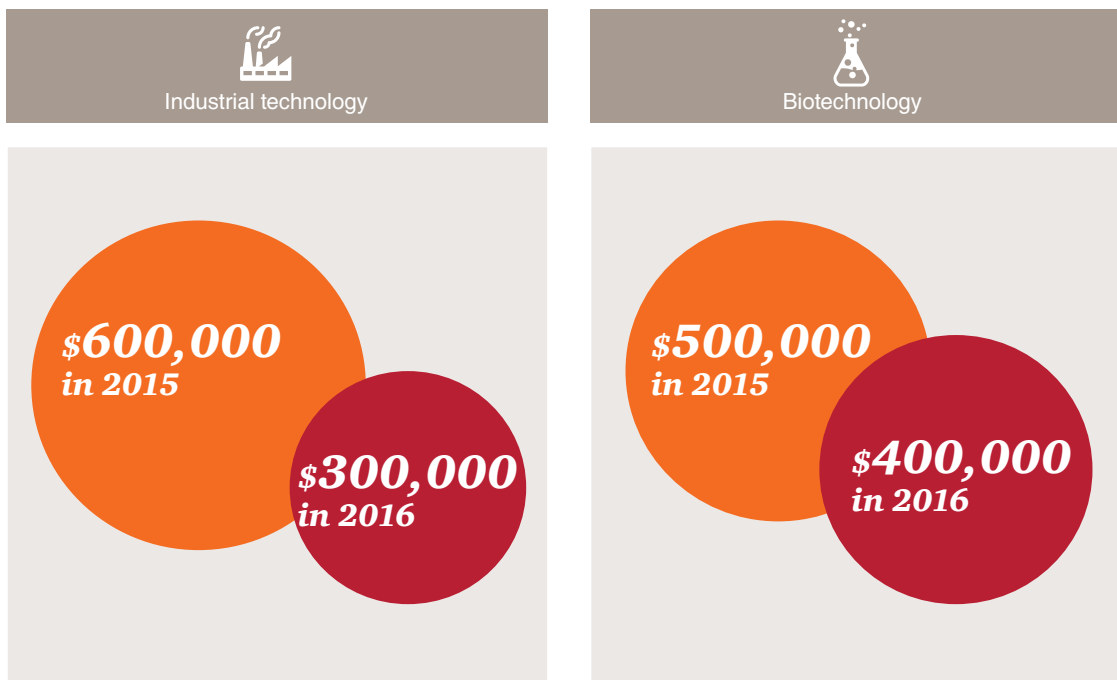 Industrial technology
$600,000
in 2015
$300,000
in 2016
Biotechnology
$500,000
in 2015
$400,000
in 2016